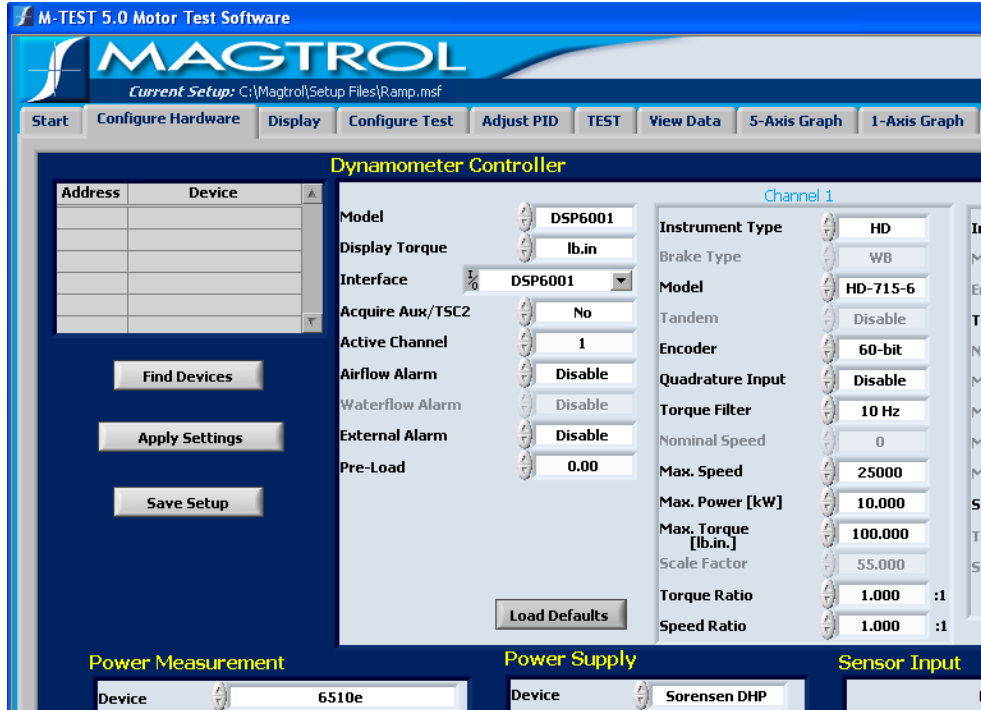 M-TEST 5.0 Motor Test Software
MAGTROL
Current Setup: C:\Magtrol\Setup Files\Ramp.msf
Start Configure Hardware Display Configure Test Adjust PID TEST View Data 5-Axis Graph 1-Axis Graph
Dynamometer Controller
Address Device
Find Devices
Apply Settings
Save Setup
Model DSP6001
Display Torque lb.in
Interface I/O DSP6001
Acquire Aux/TSC2 No
Active Channel 1
Airflow Alarm Disable
Waterflow Alarm Disable
External Alarm Disable
Pre-Load 0.00
Load Defaults
Channel 1
Instrument Type HD
Brake Type WB
Model HD-715-6
Tandem Disable
Encoder 60-bit
Quadrature Input Disable
Torque Filter 10 Hz
Nominal Speed 0
Max. Speed 25000
Max. Power [kW] 10.000
Max. Torque
[lb.in.] 100.000
Scale Factor 55.000
Torque Ratio 1.000 :1
Speed Ratio 1.000 :1
Power Measurement
Device 6510e
Power Supply
Device Sorensen DHP
Sensor Input